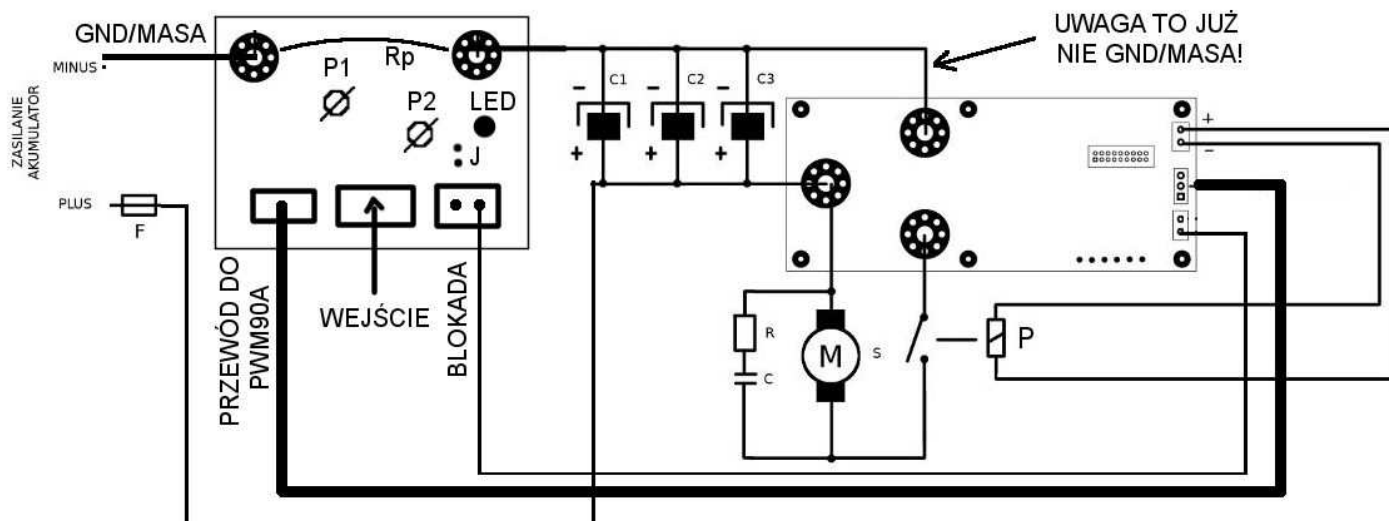 GND/MASA
MINUS
ZASILANIE
AKUMULATOR
PLUS
F
P1
Rp
P2
LED
J
PRZEWÓD DO
PWM90A
WEJŚCIE
BLOKADA
UWAGA TO JUŻ
NIE GND/MASA!
- C1
- C2
- C3
+
+
+
+
-
R
C
M
S
P